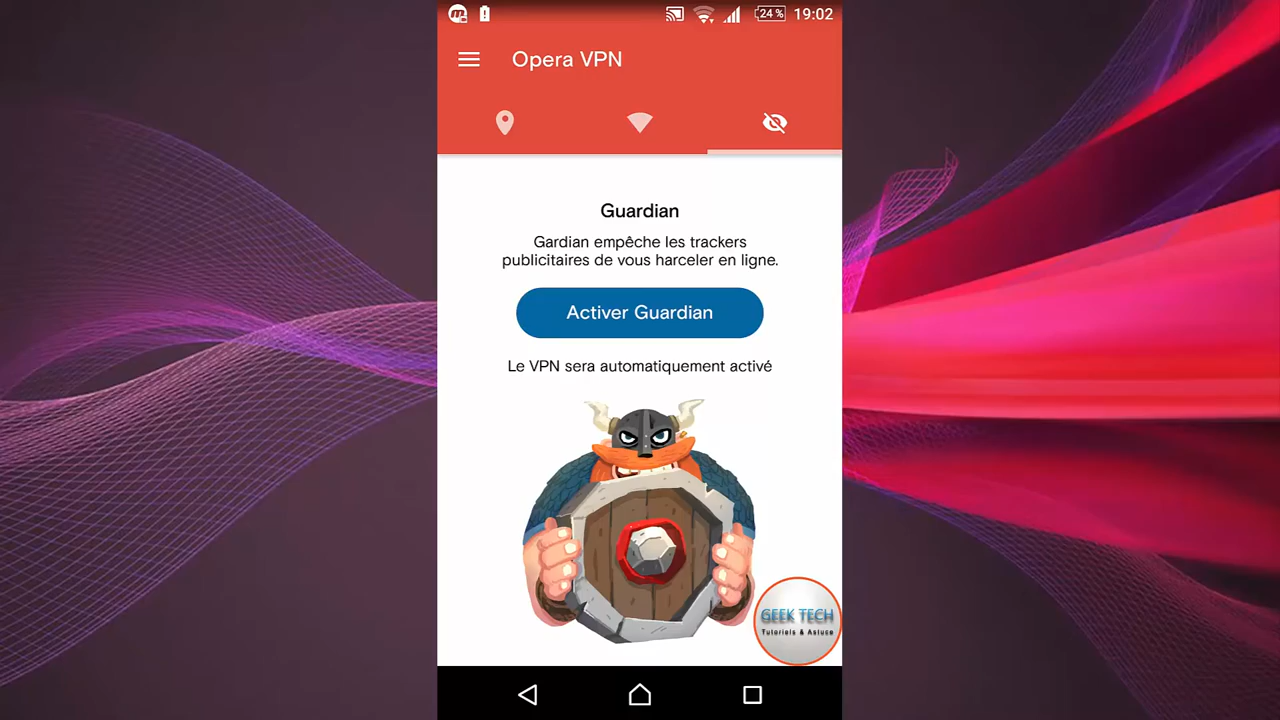 24 %
19:02
Opera VPN
Guardian
Gardian empêche les trackers
publicitaires de vous harceler en ligne.
Activer Guardian
Le VPN sera automatiquement activé
GEEK TECH
Tutoriels & Astuce